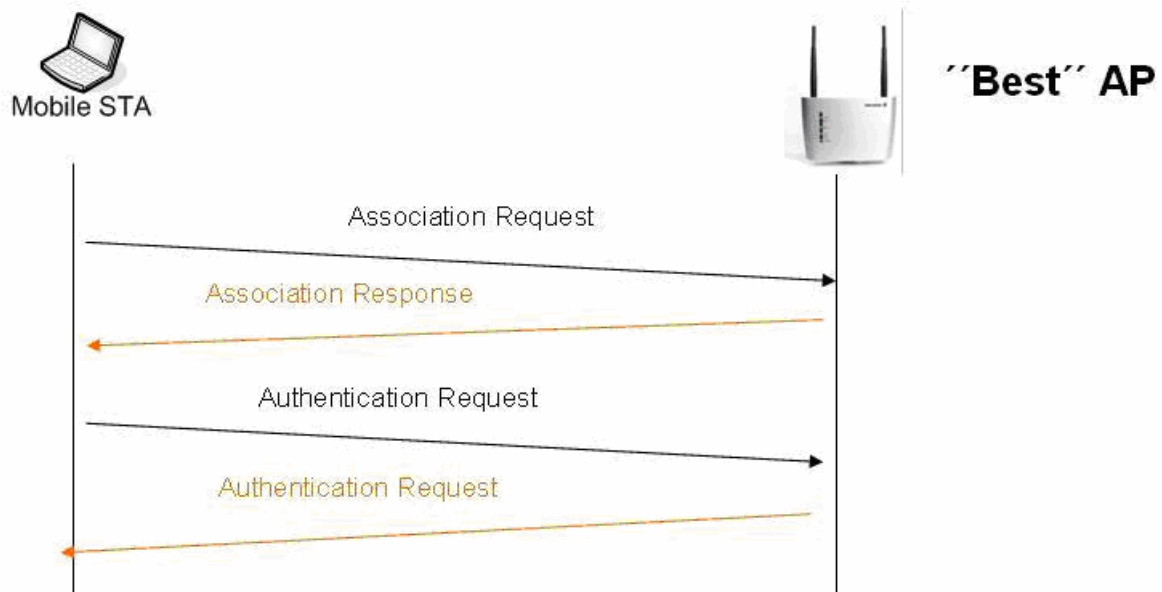 Mobile STA
´´Best´´ AP
Association Request
Association Response
Authentication Request
Authentication Request